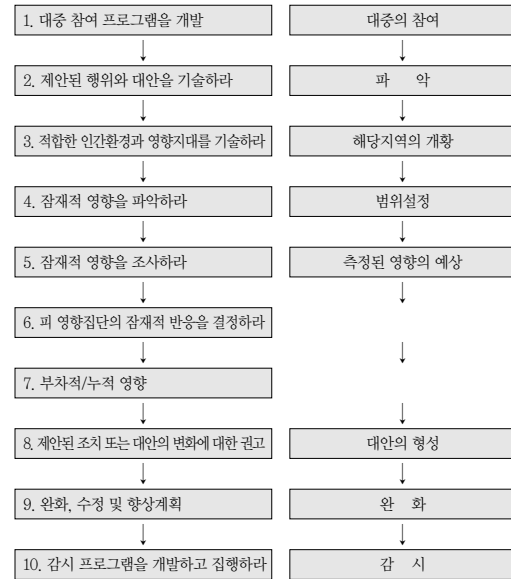 1. 대중 참여 프로그램을 개발
대중의 참여
2. 제안된 행위와 대안을 기술하라
파 악
3. 적합한 인간환경과 영향지대를 기술하라
해당지역의 개황
4. 잠재적 영향을 파악하라
범위설정
5. 잠재적 영향을 조사하라
측정된 영향의 예상
6. 피 영향집단의 잠재적 반응을 결정하라
7. 부차적/누적 영향
8. 제안된 조치 또는 대안의 변화에 대한 권고
대안의 형성
9. 완화, 수정 및 향상계획
완 화
10. 감시 프로그램을 개발하고 집행하라
감 시